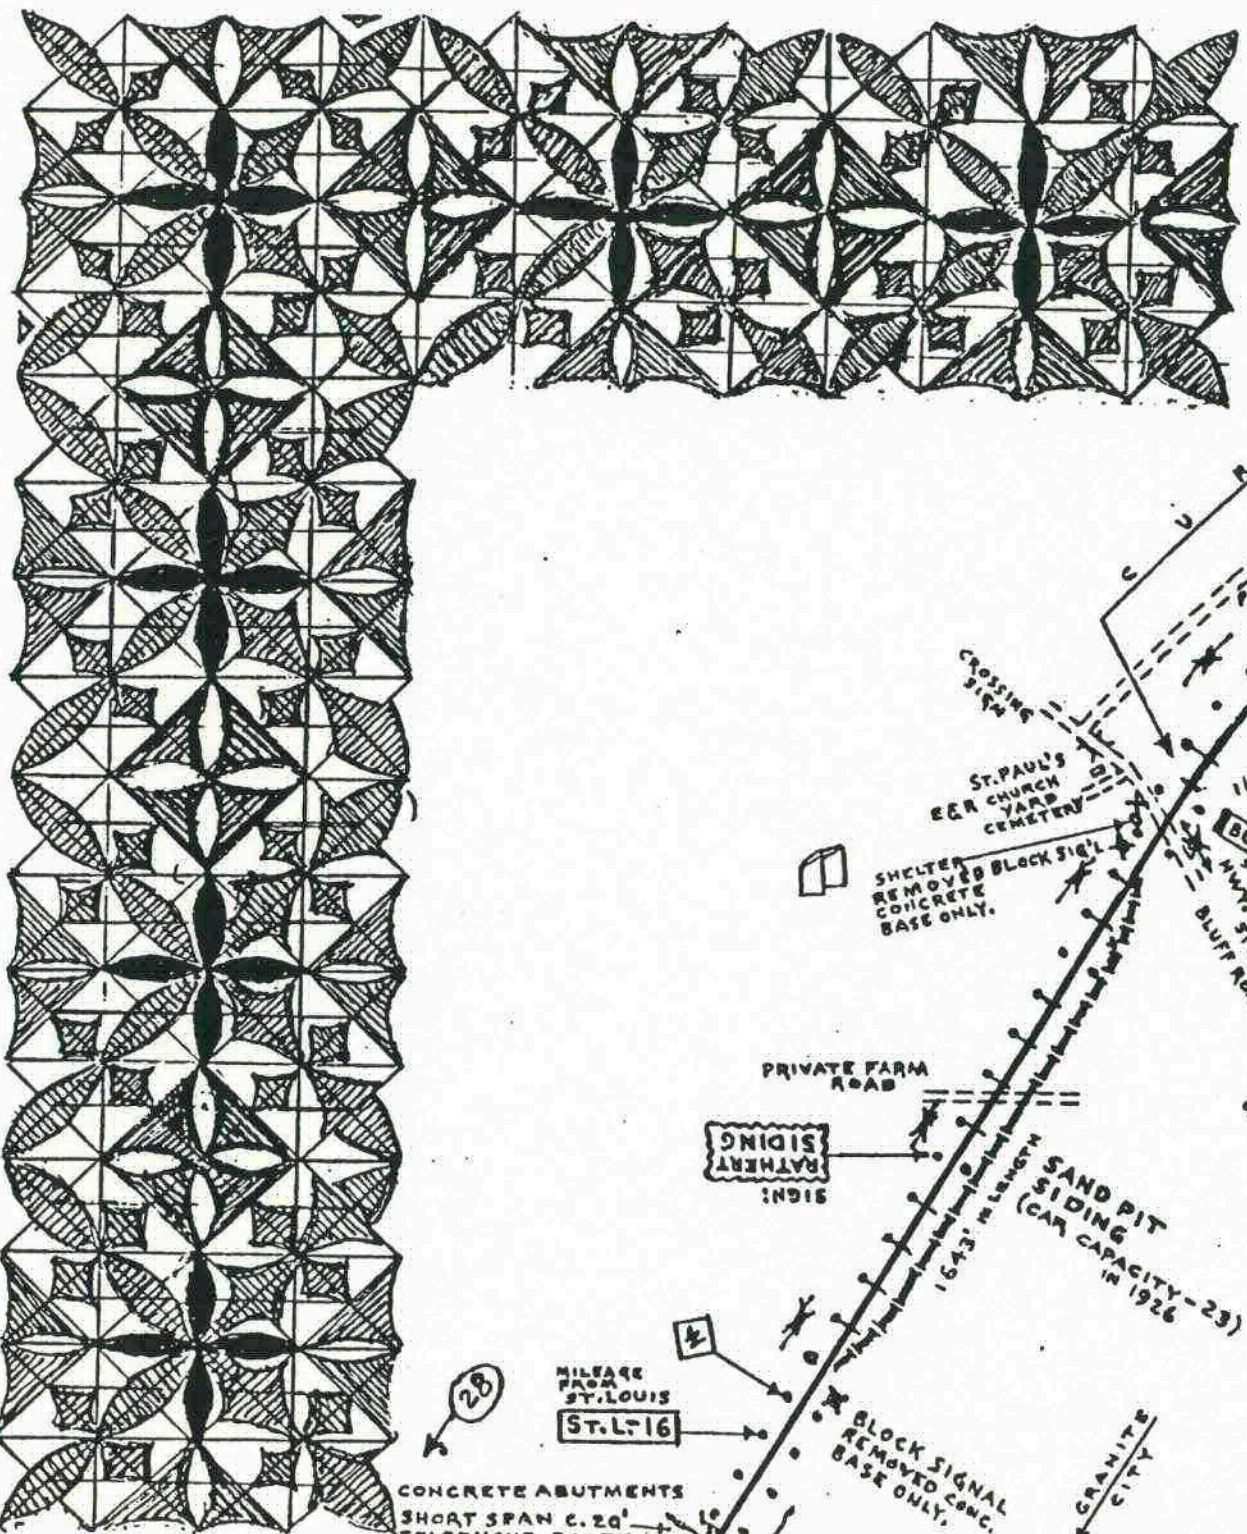 C U
CROSSING
SIGN
ST. PAUL'S
E&R CHURCH
YARD
CEMETERY
SHELTER
REMOVED BLOCK SIG'L
CONCRETE
BASE ONLY.
BLUFF
PRIVATE FARM
ROAD
SIGN:
RATHERT
SIDING
1643' IN LENGTH
SAND PIT
SIDING
(CAR CAPACITY - 23)
IN 1926
MILEAGE
FROM
ST. LOUIS
ST. L-16
28
BLOCK SIGNAL
REMOVED CONC.
BASE ONLY.
GRANITE
CITY
CONCRETE ABUTMENTS
SHORT SPAN C. 20'